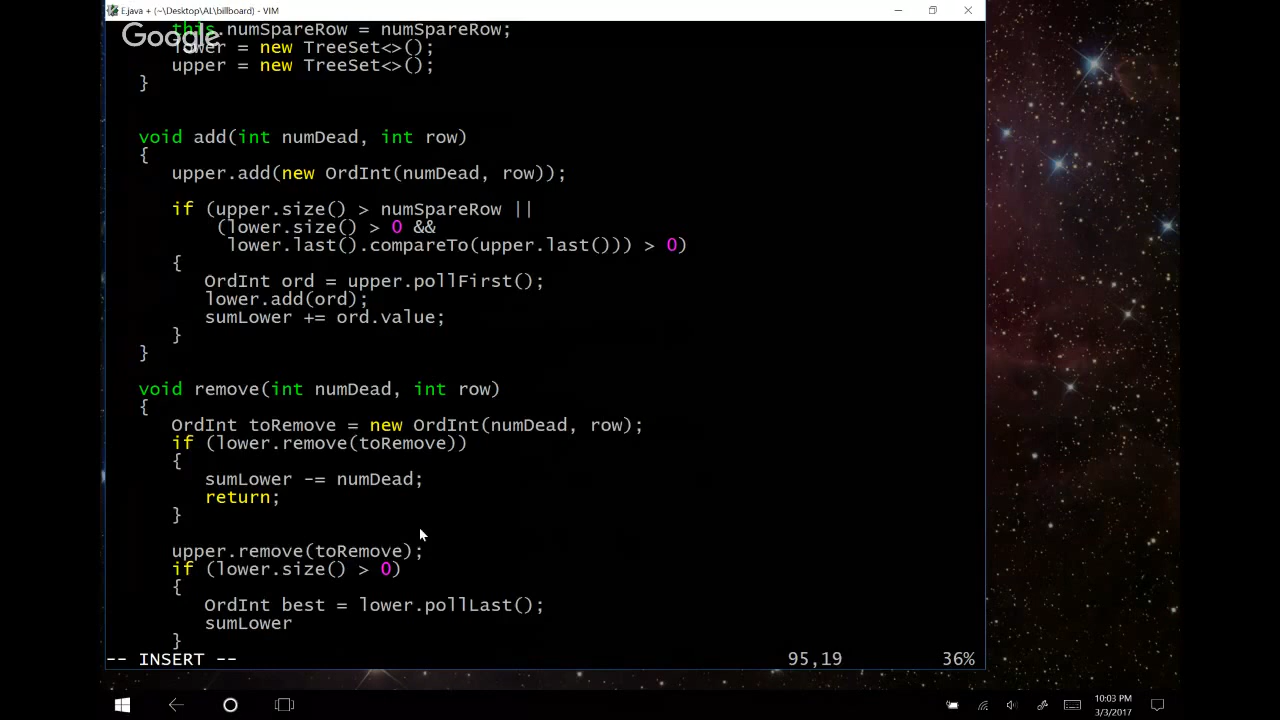 E.java + (~\Desktop\AL\billboard) - VIM
this.numSpareRow = numSpareRow;
Google
lower = new TreeSet<>();
upper = new TreeSet<>();
}
void add(int numDead, int row)
{
upper.add(new OrdInt(numDead, row));
if (upper.size() > numSpareRow ||
(lower.size() > 0 &&
lower.last().compareTo(upper.last())) > 0)
{
OrdInt ord = upper.pollFirst();
lower.add(ord);
sumLower += ord.value;
}
}
void remove(int numDead, int row)
{
OrdInt toRemove = new OrdInt(numDead, row);
if (lower.remove(toRemove))
{
sumLower -= numDead;
return;
}
upper.remove(toRemove);
if (lower.size() > 0)
{
OrdInt best = lower.pollLast();
sumLower
}
-- INSERT -- 95,19 36%
10:03 PM
3/3/2017